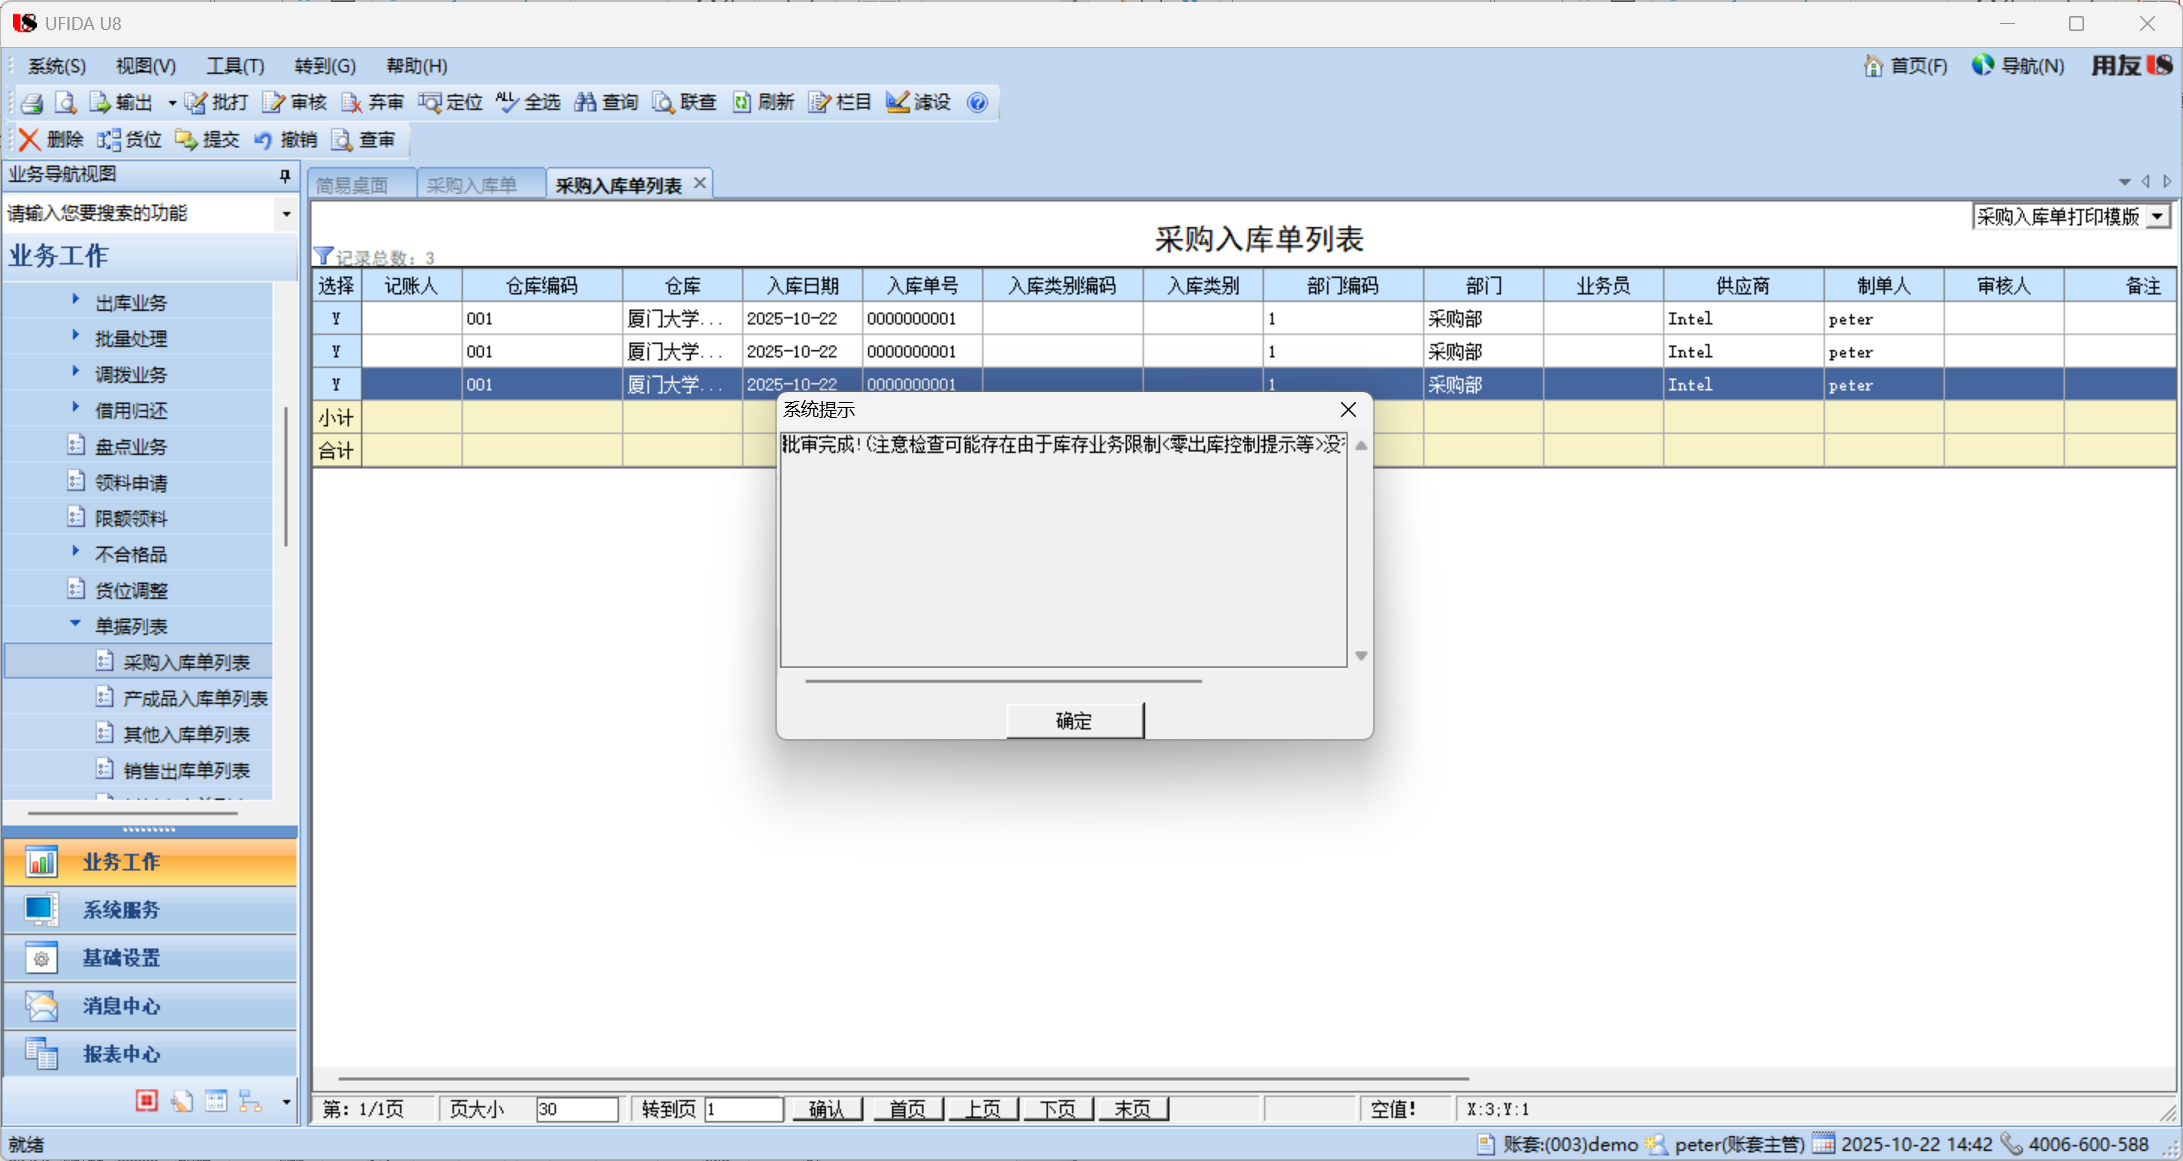 UFIDA U8
系统(S) 视图(V) 工具(T) 转到(G) 帮助(H) 首页(F) 导航(N) 用友U8
输出 批打 审核 弃审 定位 全选 查询 联查 刷新 栏目 滤设
删除 货位 提交 撤销 查审
业务导航视图
请输入您要搜索的功能
业务工作
出库业务
批量处理
调拨业务
借用归还
盘点业务
领料申请
限额领料
不合格品
货位调整
单据列表
采购入库单列表
产成品入库单列表
其他入库单列表
销售出库单列表
业务工作
系统服务
基础设置
消息中心
报表中心
简易桌面 采购入库单 采购入库单列表
采购入库单打印模版
采购入库单列表
记录总数: 3
选择 记账人 仓库编码 仓库 入库日期 入库单号 入库类别编码 入库类别 部门编码 部门 业务员 供应商 制单人 审核人 备注
Y 001 厦门大学... 2025-10-22 0000000001 1 采购部 Intel peter
Y 001 厦门大学... 2025-10-22 0000000001 1 采购部 Intel peter
Y 001 厦门大学... 2025-10-22 0000000001 1 采购部 Intel peter
小计
合计
系统提示
批审完成!(注意检查可能存在由于库存业务限制<零出库控制提示等>没
确定
第: 1/1页 页大小 30 转到页 1 确认 首页 上页 下页 末页 空值! X:3;Y:1
就绪 账套:(003)demo peter(账套主管) 2025-10-22 14:42 4006-600-588